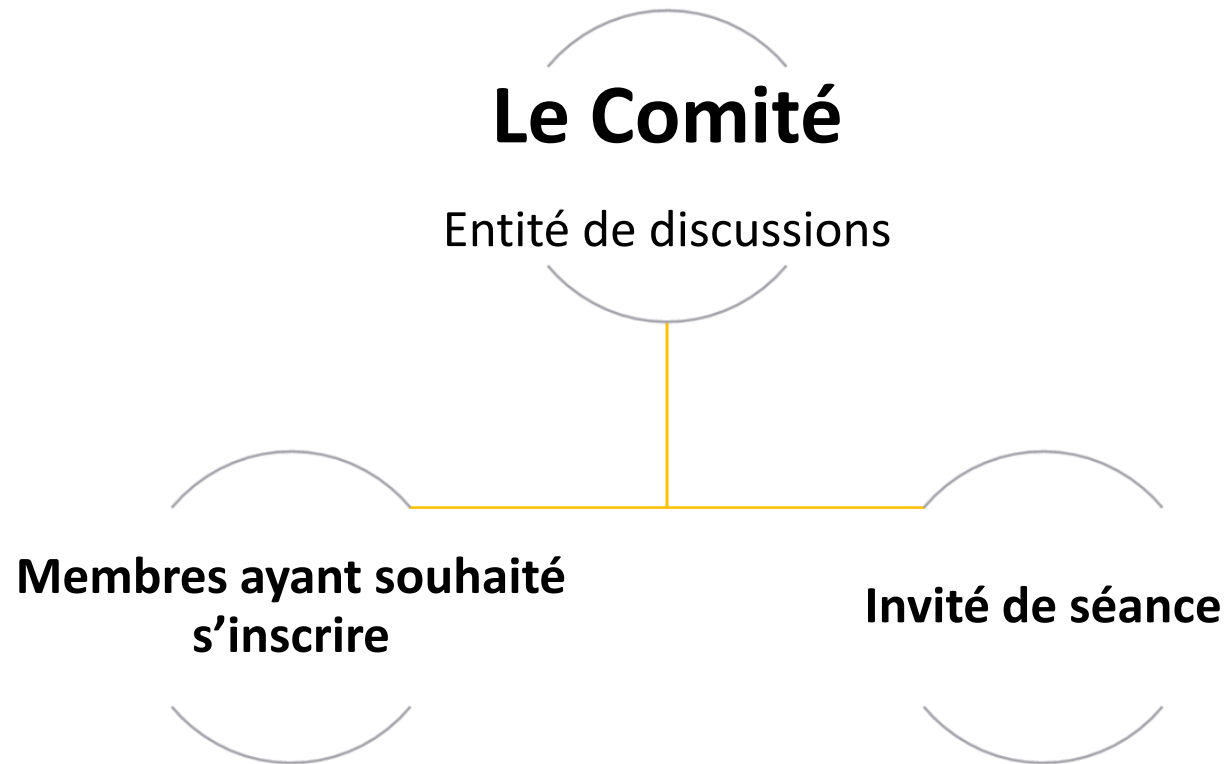 Le Comité
Entité de discussions
Membres ayant souhaité
s’inscrire
Invité de séance